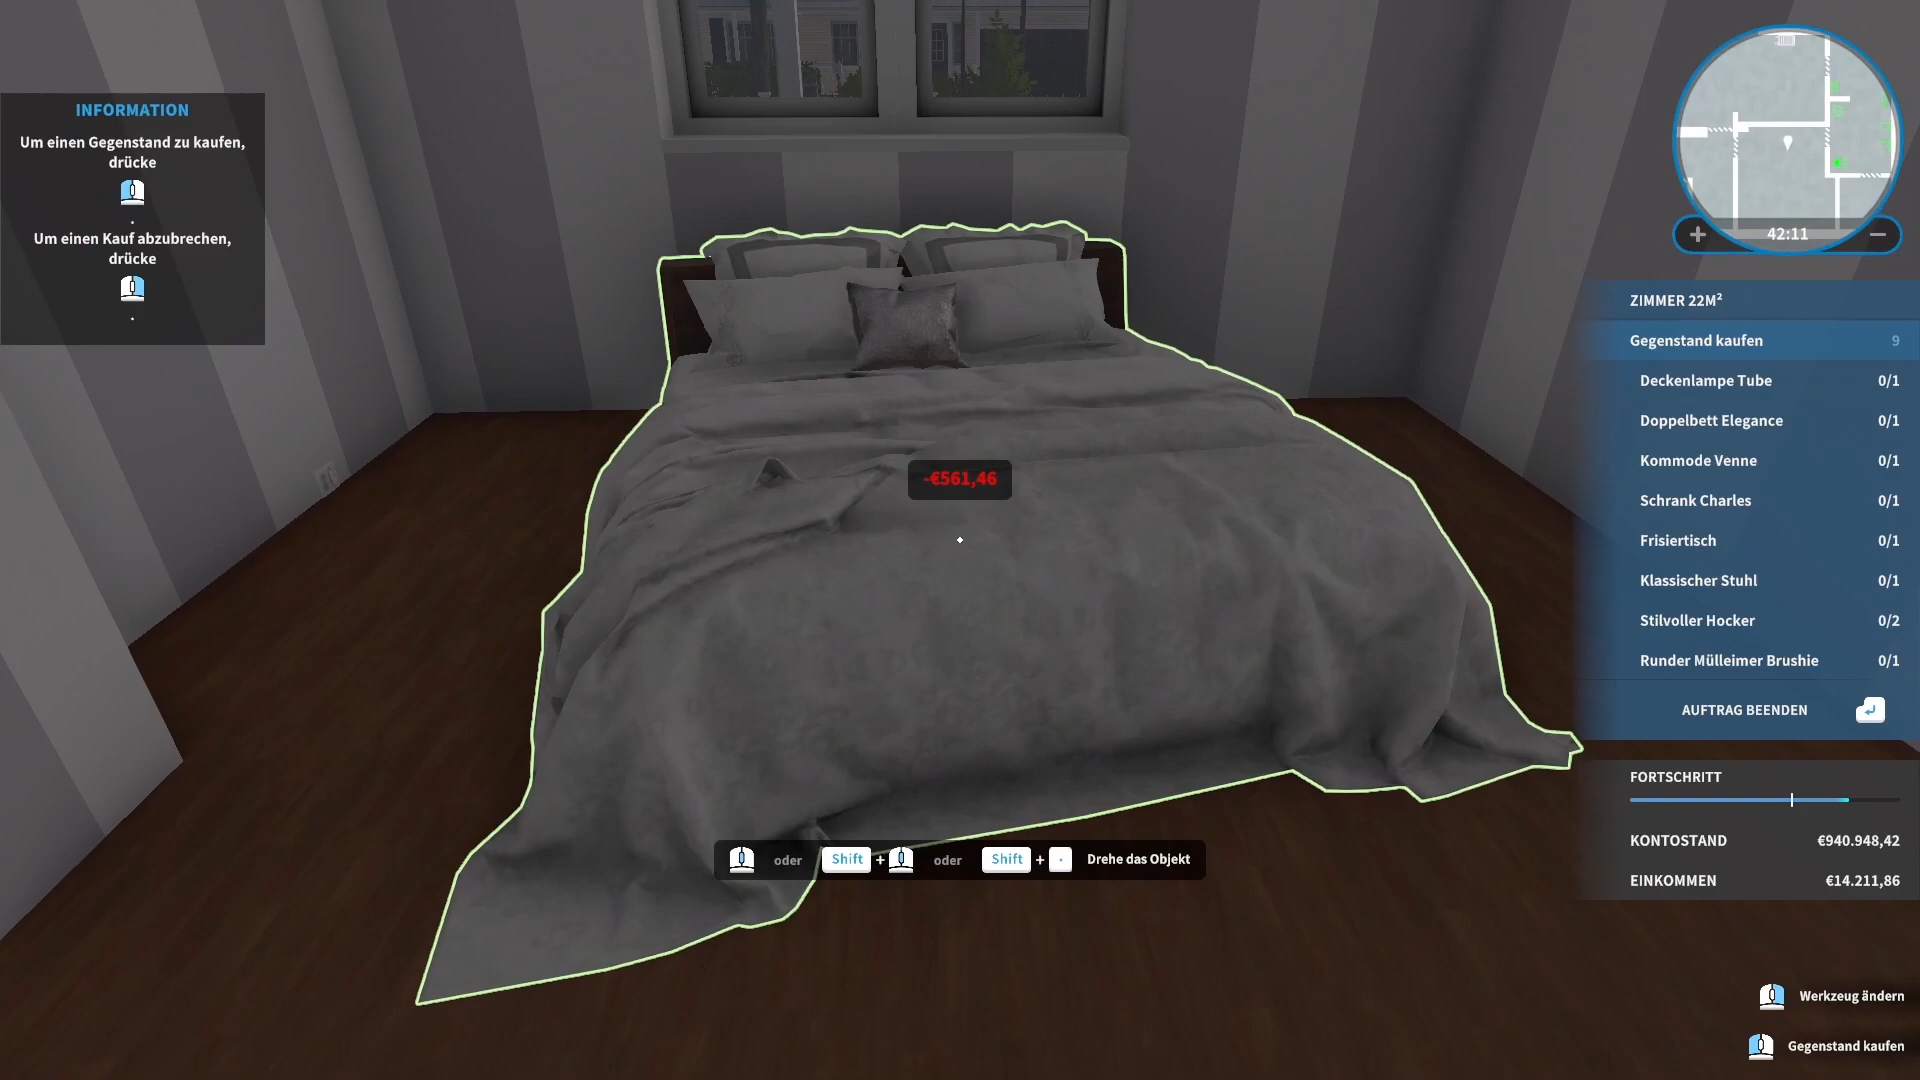 INFORMATION
Um einen Gegenstand zu kaufen,
drücke
.
Um einen Kauf abzubrechen,
drücke
.
42:11
ZIMMER 22M²
Gegenstand kaufen 9
Deckenlampe Tube 0/1
Doppelbett Elegance 0/1
Kommode Venne 0/1
Schrank Charles 0/1
Frisiertisch 0/1
Klassischer Stuhl 0/1
Stilvoller Hocker 0/2
Runder Mülleimer Brushie 0/1
AUFTRAG BEENDEN
FORTSCHRITT
KONTOSTAND €940.948,42
EINKOMMEN €14.211,86
-€561,46
oder Shift + oder Shift + . Drehe das Objekt
Werkzeug ändern
Gegenstand kaufen